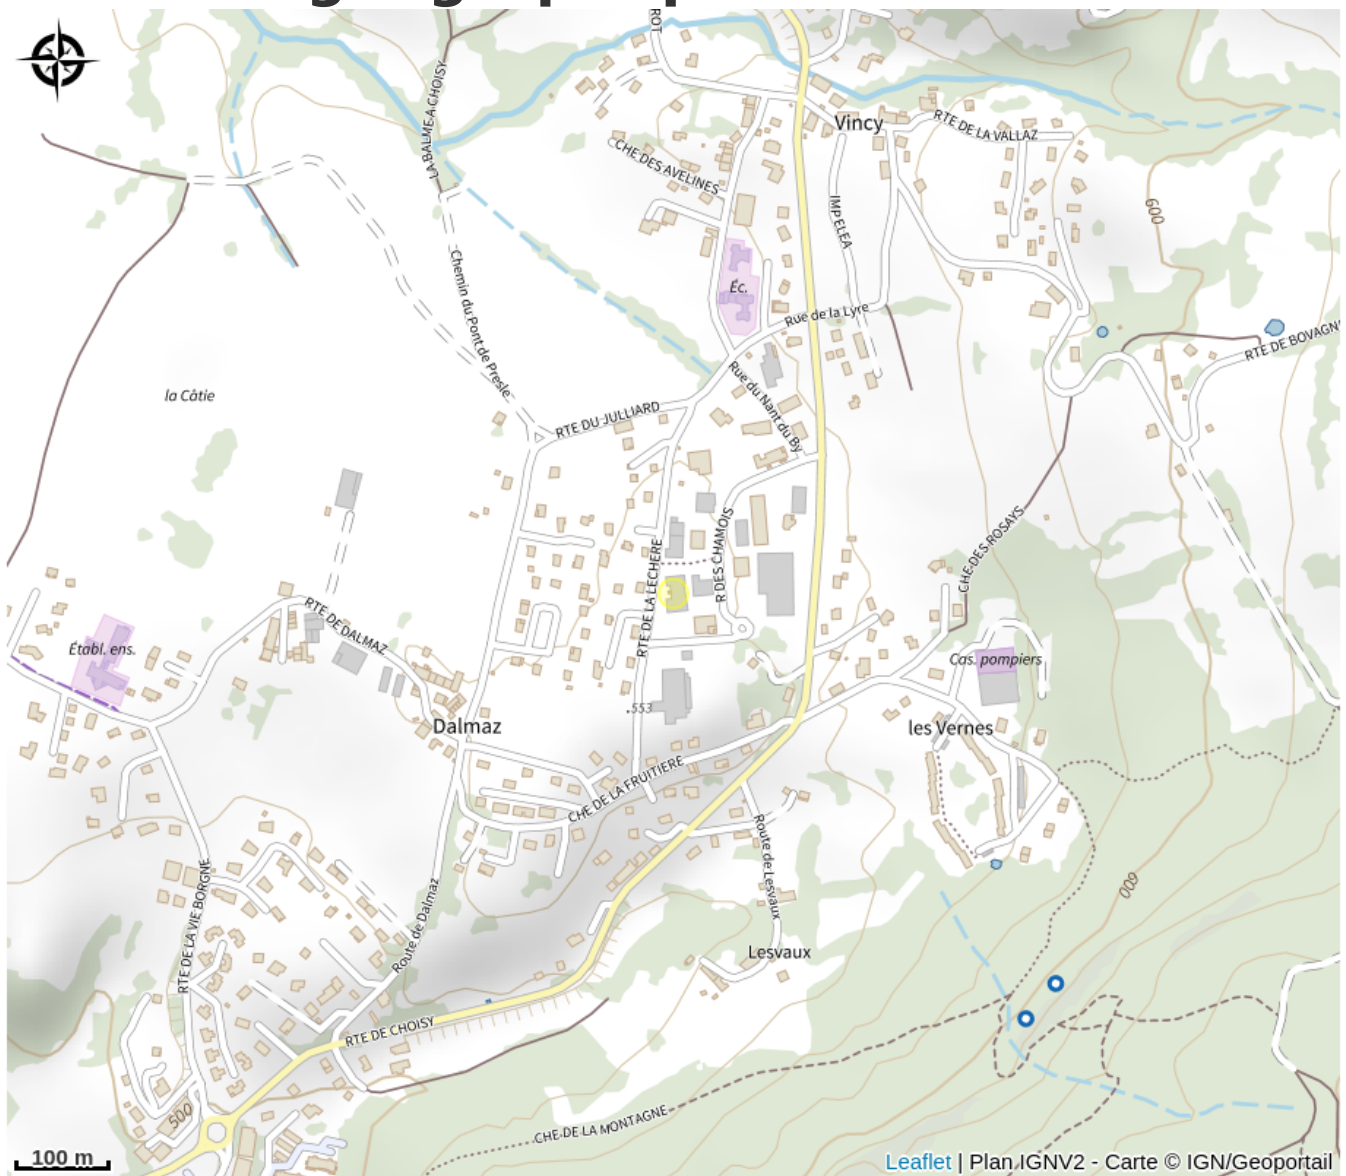 ROT
LA BALME A CHOISY
Vincy
RTE DE LA VALLAZ
CHE DES AVELINES
IMP ELEA
600
Chemin du Pont de Presle
Éc.
Rue de la Lyre
RTE DE BOVAGN
la Câtie
Rue du Nant du By
RTE DU JULLIARD
R DES CHAMOIS
CHE DES ROSAYS
RTE DE LA LECHERE
RTE DE DALMAZ
Établ. ens.
Cas. pompiers
.553
Dalmaz
les Vernes
CHE DE LA FRUITIERE
Route de Lesvaux
RTE DE LA VIE BORGNE
Route de Dalmaz
600
Lesvaux
RTE DE CHOISY
500
CHE DE LA MONTAGNE
100 m
Leaflet | Plan IGNV2 - Carte © IGN/Geoportail